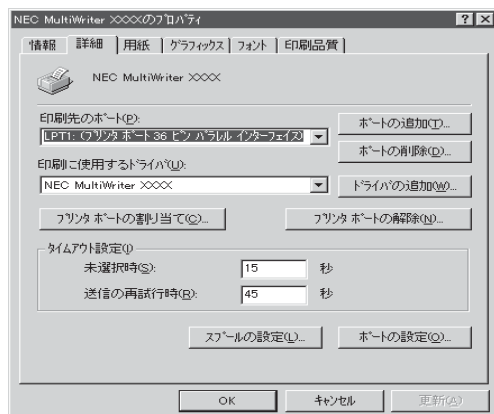 NEC MultiWriter XXXXのﾌﾟﾛﾊﾟﾃｨ
情報 詳細 用紙 ｸﾞﾗﾌｨｯｸｽ ﾌｫﾝﾄ 印刷品質
NEC MultiWriter XXXX
印刷先のﾎﾟｰﾄ(P):
LPT1: (ﾌﾟﾘﾝﾀ ﾎﾟｰﾄ 36 ﾋﾟﾝ ﾊﾟﾗﾚﾙ ｲﾝﾀｰﾌｪｲｽ)
ﾎﾟｰﾄの追加(T)...
ﾎﾟｰﾄの削除(D)...
印刷に使用するﾄﾞﾗｲﾊﾞ(U):
NEC MultiWriter XXXX
ﾄﾞﾗｲﾊﾞの追加(W)...
ﾌﾟﾘﾝﾀ ﾎﾟｰﾄの割り当て(C)...
ﾌﾟﾘﾝﾀ ﾎﾟｰﾄの解除(N)...
ﾀｲﾑｱｳﾄ設定(I)
未選択時(S): 15 秒
送信の再試行時(R): 45 秒
ｽﾌﾟｰﾙの設定(L)...
ﾎﾟｰﾄの設定(O)...
OK
ｷｬﾝｾﾙ
更新(A)